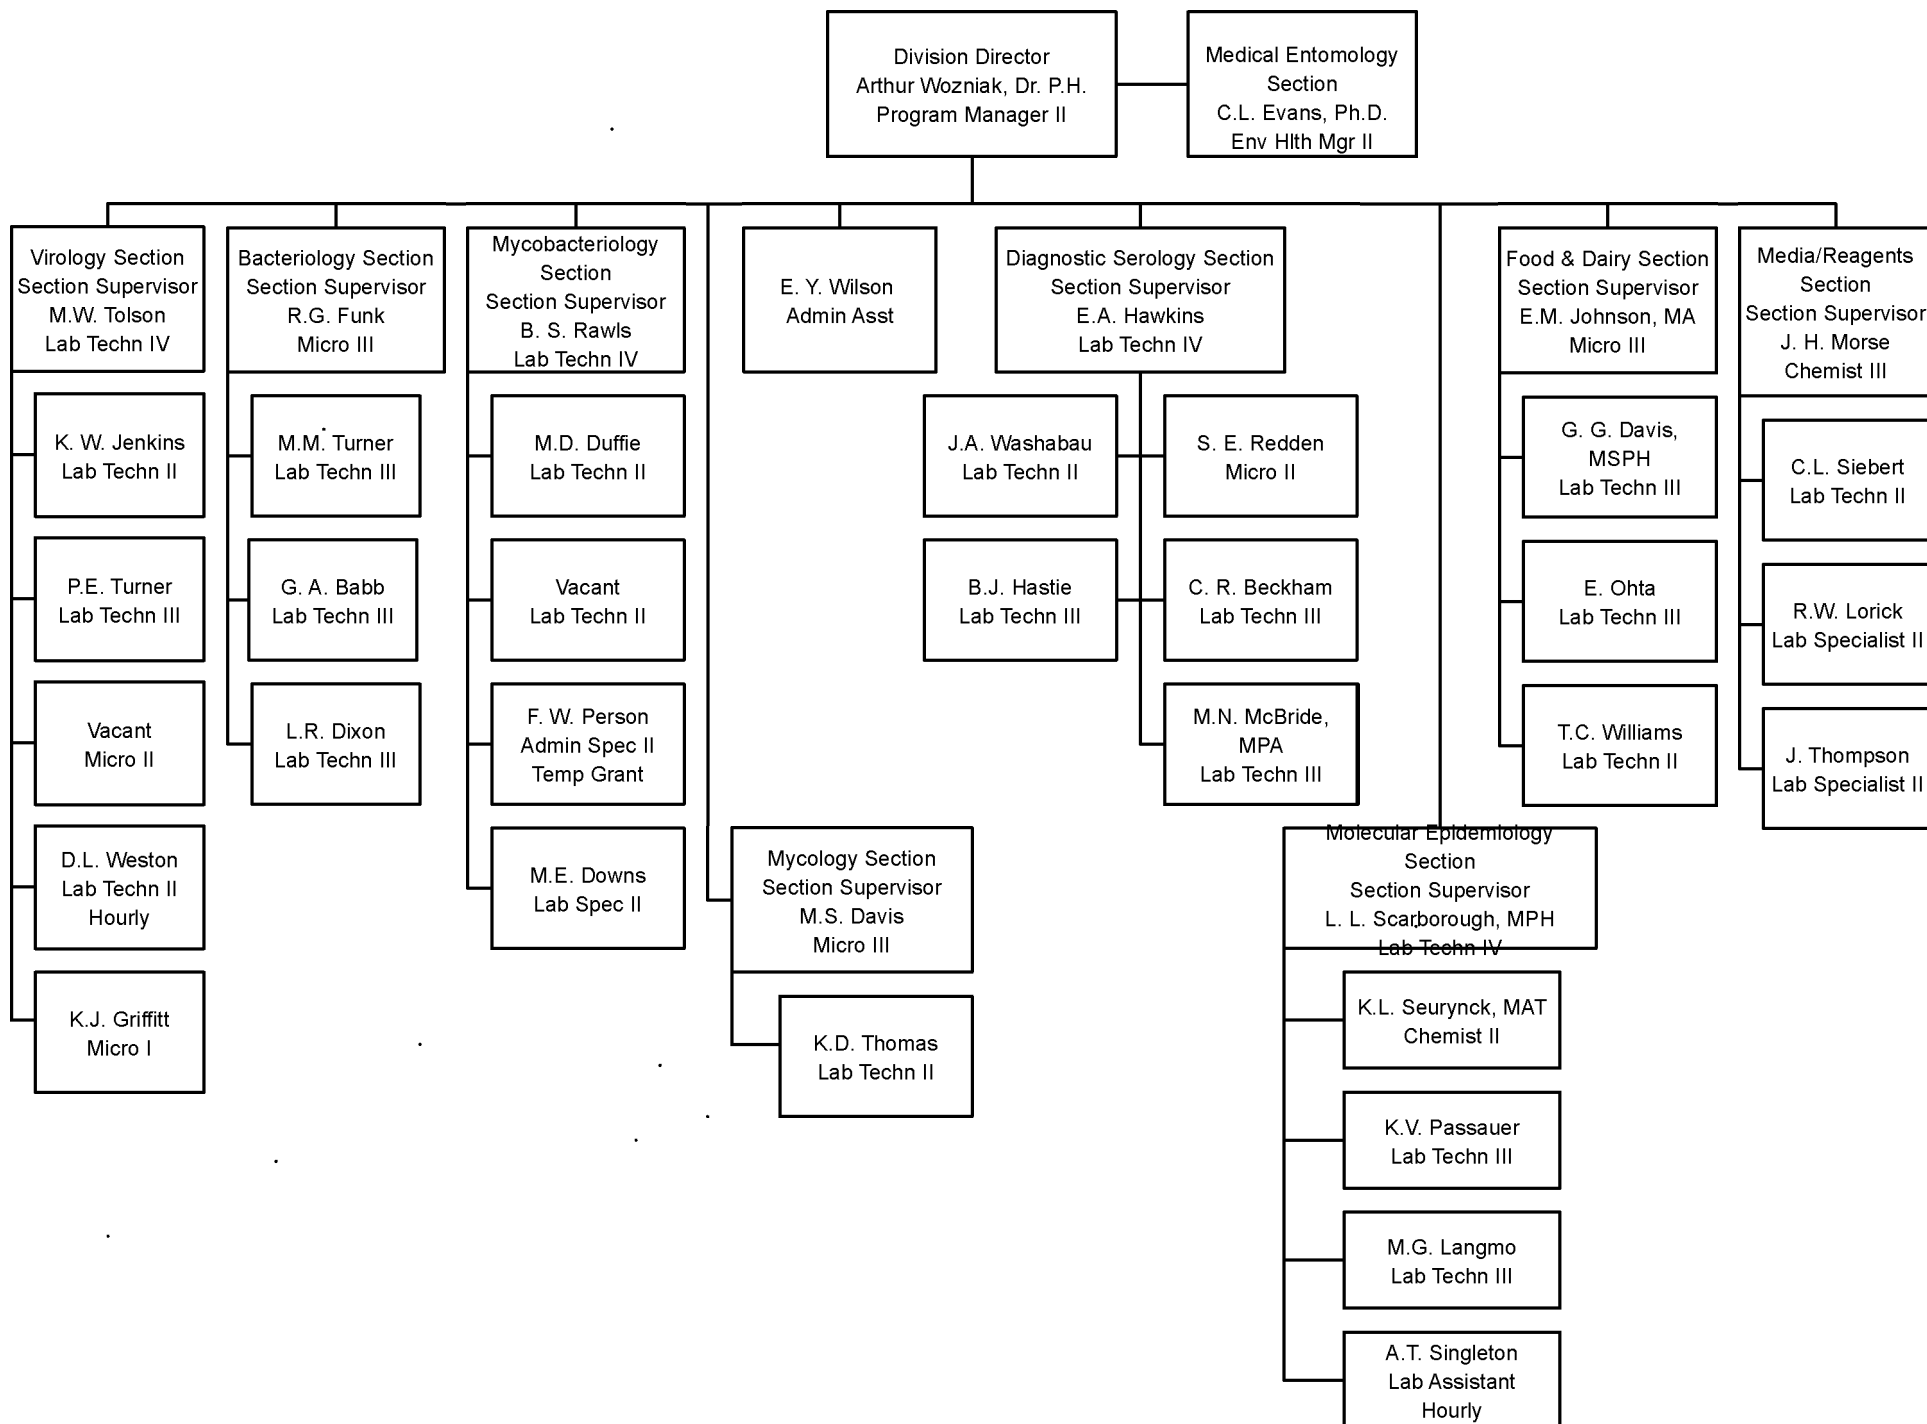 Division Director
Arthur Wozniak, Dr. P.H.
Program Manager II
Medical Entomology
Section
C.L. Evans, Ph.D.
Env Hlth Mgr II
Virology Section
Section Supervisor
M.W. Tolson
Lab Techn IV
K. W. Jenkins
Lab Techn II
P.E. Turner
Lab Techn III
Vacant
Micro II
D.L. Weston
Lab Techn II
Hourly
K.J. Griffitt
Micro I
Bacteriology Section
Section Supervisor
R.G. Funk
Micro III
M.M. Turner
Lab Techn III
G. A. Babb
Lab Techn III
L.R. Dixon
Lab Techn III
Mycobacteriology
Section
Section Supervisor
B. S. Rawls
Lab Techn IV
M.D. Duffie
Lab Techn II
Vacant
Lab Techn II
F. W. Person
Admin Spec II
Temp Grant
M.E. Downs
Lab Spec II
Mycology Section
Section Supervisor
M.S. Davis
Micro III
K.D. Thomas
Lab Techn II
E. Y. Wilson
Admin Asst
Diagnostic Serology Section
Section Supervisor
E.A. Hawkins
Lab Techn IV
J.A. Washabau
Lab Techn II
S. E. Redden
Micro II
B.J. Hastie
Lab Techn III
C. R. Beckham
Lab Techn III
M.N. McBride,
MPA
Lab Techn III
Molecular Epidemiology
Section
Section Supervisor
L. L. Scarborough, MPH
Lab Techn IV
K.L. Seurynck, MAT
Chemist II
K.V. Passauer
Lab Techn III
M.G. Langmo
Lab Techn III
A.T. Singleton
Lab Assistant
Hourly
Food & Dairy Section
Section Supervisor
E.M. Johnson, MA
Micro III
G. G. Davis,
MSPH
Lab Techn III
E. Ohta
Lab Techn III
T.C. Williams
Lab Techn II
Media/Reagents
Section
Section Supervisor
J. H. Morse
Chemist III
C.L. Siebert
Lab Techn II
R.W. Lorick
Lab Specialist II
J. Thompson
Lab Specialist II